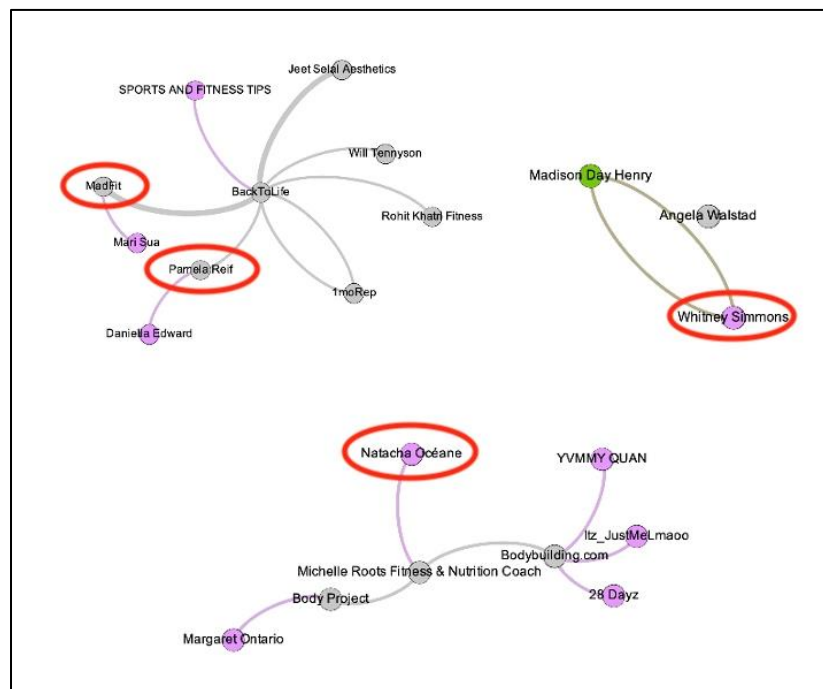 Jeet Selal Aesthetics
SPORTS AND FITNESS TIPS
Will Tennyson
MadFit
BackToLife
Rohit Khatri Fitness
Mari Sua
Pamela Reif
1moRep
Daniella Edward
Madison Day Henry
Angela Walstad
Whitney Simmons
Natacha Océane
YVMMY QUAN
Itz_JustMeLmaoo
Bodybuilding.com
Michelle Roots Fitness & Nutrition Coach
Body Project
28 Dayz
Margaret Ontario